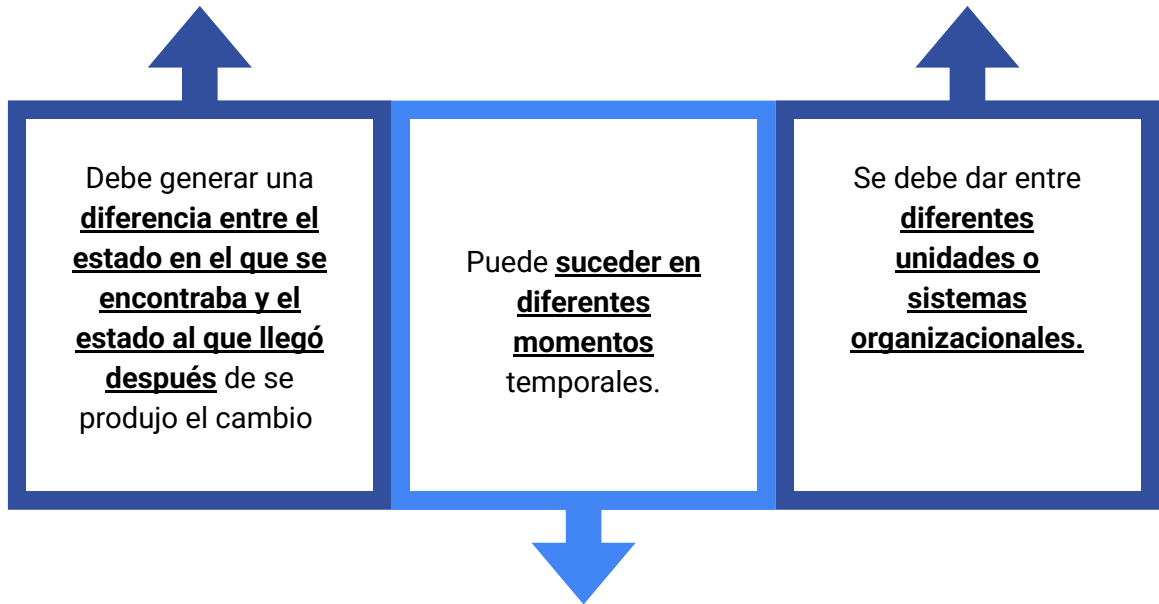 Debe generar una
diferencia entre el
estado en el que se
encontraba y el
estado al que llegó
después de se
produjo el cambio
Puede suceder en
diferentes
momentos
temporales.
Se debe dar entre
diferentes
unidades o
sistemas
organizacionales.